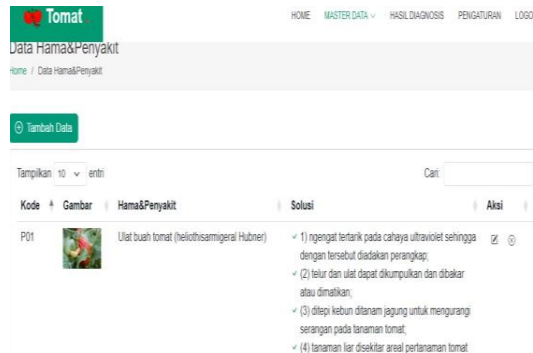 Tomat.
HOME MASTER DATA HASIL DIAGNOSIS PENGATURAN LOGO
Data Hama&Penyakit
Home / Data Hama&Penyakit
Tambah Data
Tampilkan 10 entri
Cari:
Kode Gambar Hama&Penyakit Solusi Aksi
P01 Ulat buah tomat (heliothisarmigeral Hubner) 1) ngengat tertarik pada cahaya ultraviolet sehingga
dengan tersebut diadakan perangkap;
(2) telur dan ulat dapat dikumpulkan dan dibakar
atau dimatikan;
(3) ditepi kebun ditanam jagung untuk mengurangi
serangan pada tanaman tomat;
(4) tanaman liar disekitar areal pertanaman tomat